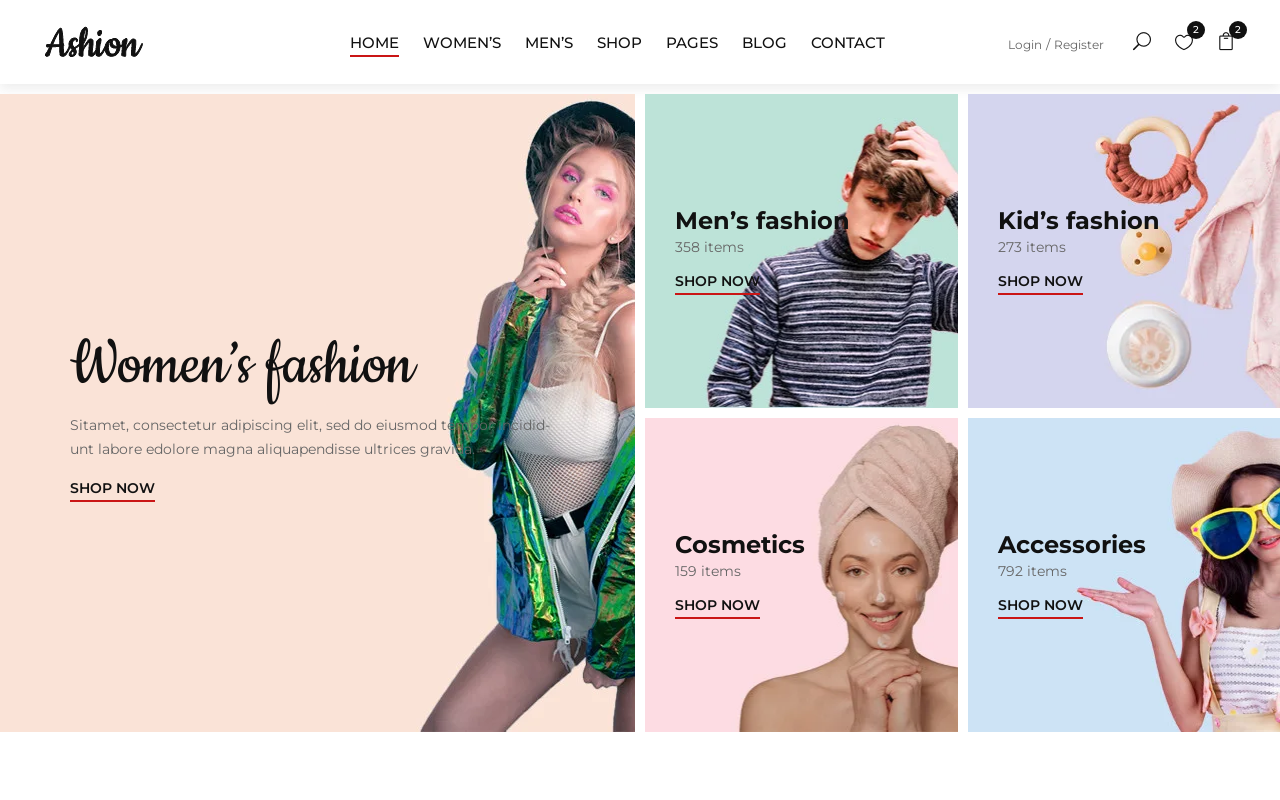 Ashion
HOME WOMEN’S MEN’S SHOP PAGES BLOG CONTACT
Login / Register
2
2
Women’s fashion
Sitamet, consectetur adipiscing elit, sed do eiusmod tempor incidid-
unt labore edolore magna aliquapendisse ultrices gravida.
SHOP NOW
Men’s fashion
358 items
SHOP NOW
Kid’s fashion
273 items
SHOP NOW
Cosmetics
159 items
SHOP NOW
Accessories
792 items
SHOP NOW